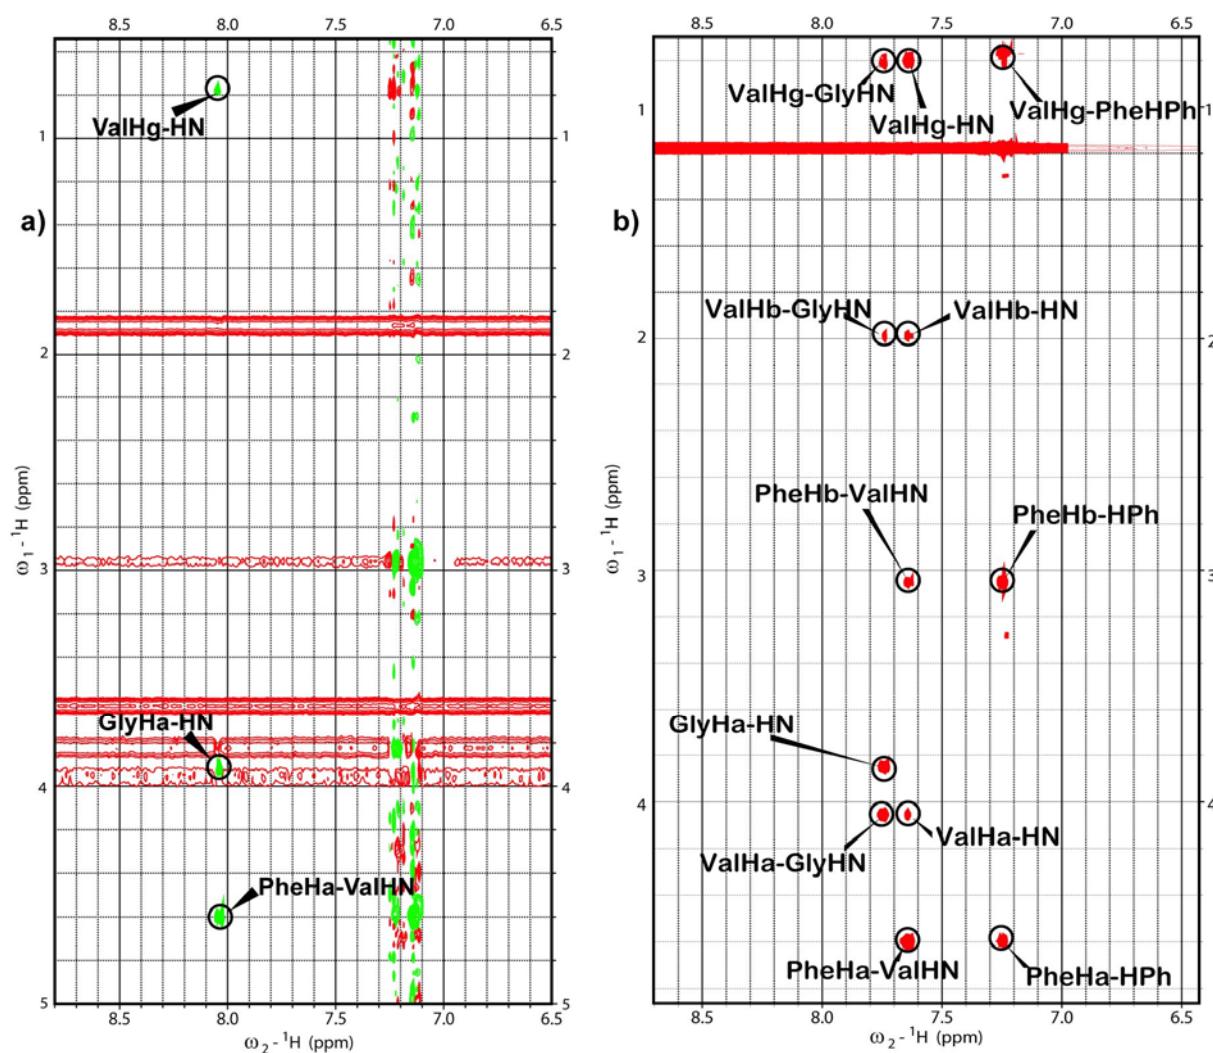 8.5 8.0 7.5 7.0 6.5
ValHg-HN
1 1
a)
2 2
ω1 - 1H (ppm)
3 3
GlyHa-HN
4 4
PheHa-ValHN
5 5
8.5 8.0 7.5 7.0 6.5
ω2 - 1H (ppm)
8.5 8.0 7.5 7.0 6.5
ValHg-GlyHN
ValHg-PheHPh
ValHg-HN
1 1
b)
ValHb-GlyHN ValHb-HN
2 2
ω1 - 1H (ppm)
PheHb-ValHN
PheHb-HPh
3 3
GlyHa-HN
4 4
ValHa-GlyHN
ValHa-HN
PheHa-ValHN
PheHa-HPh
8.5 8.0 7.5 7.0 6.5
ω2 - 1H (ppm)